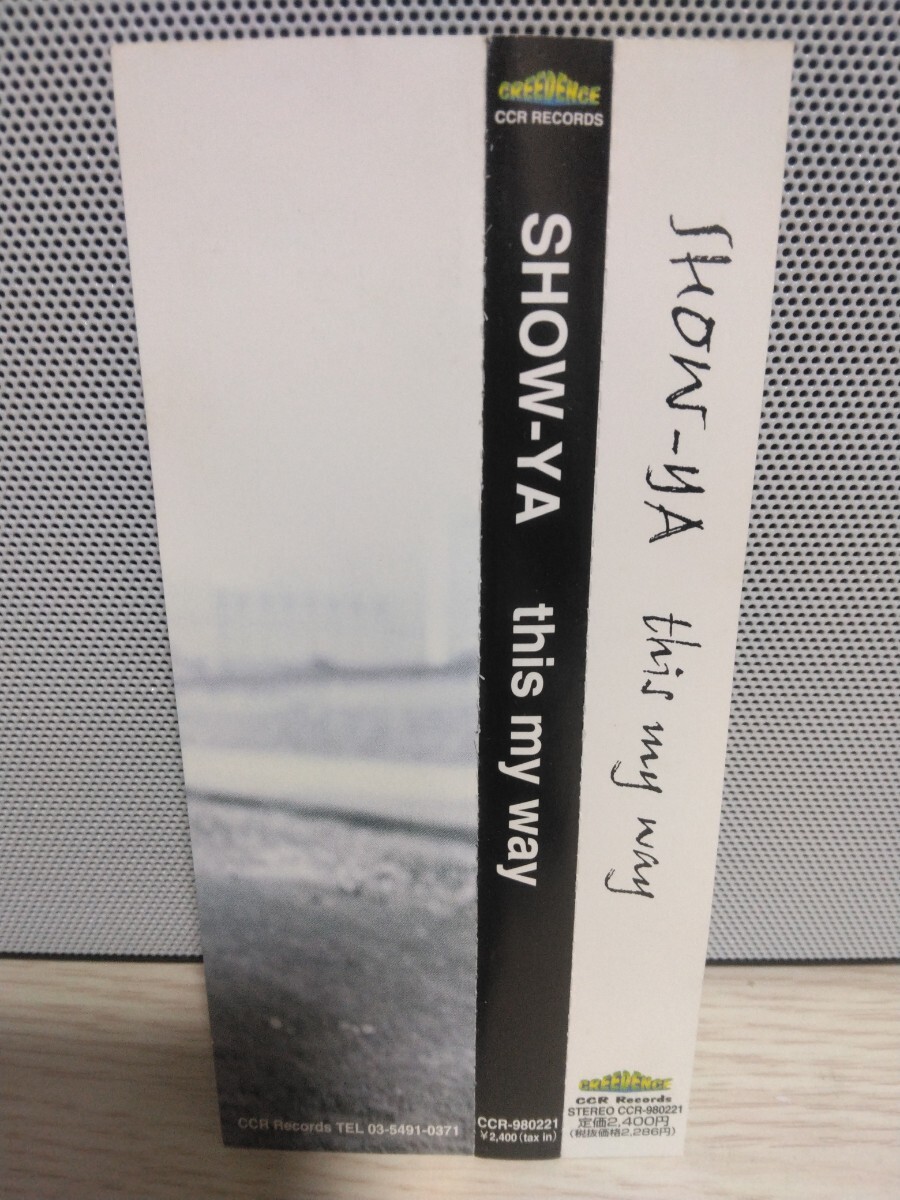 CCR Records TEL 03-5491-0371
CREEDENCE
CCR RECORDS
SHOW-YA this my way
CCR-980221
¥2,400(tax in)
SHOW-YA this my way
CREEDENCE
CCR Records
STEREO CCR-980221
定価2,400円
(税抜価格2,286円)